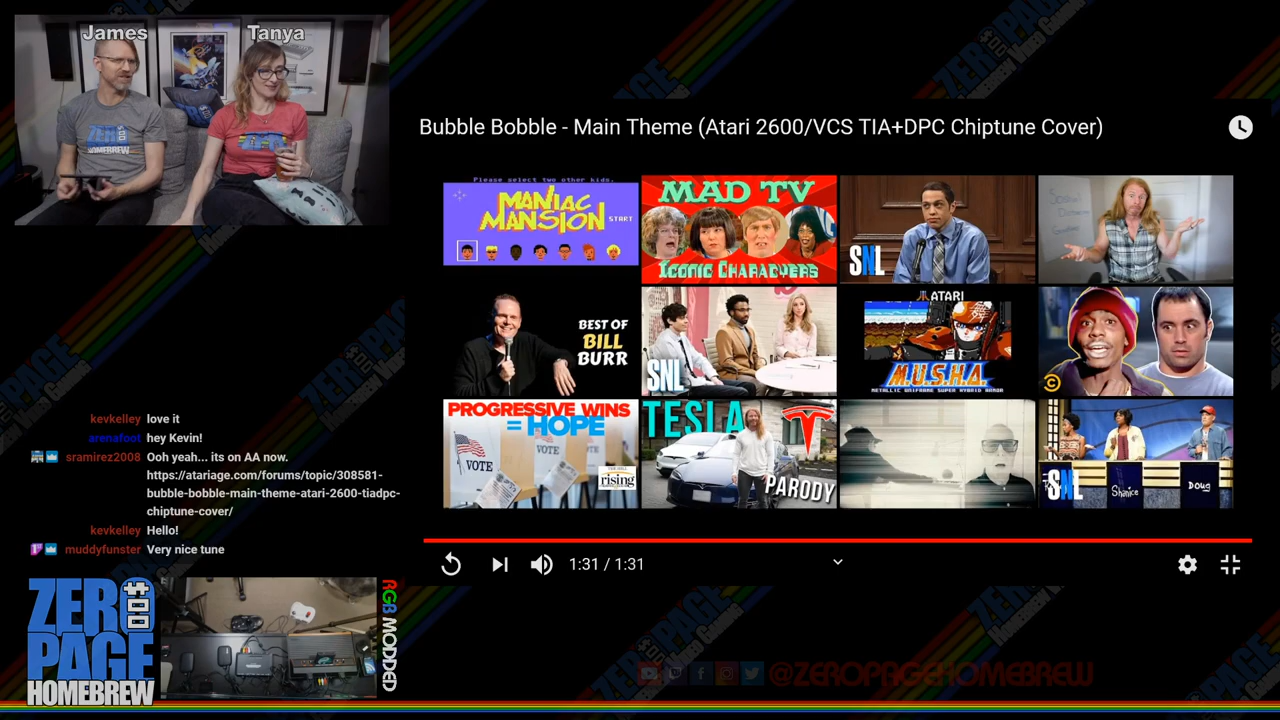 James
Tanya
Bubble Bobble - Main Theme (Atari 2600/VCS TIA+DPC Chiptune Cover)
Please select two other kids.
MANIAC
MANSION
START
MAD TV
ICONIC CHARACTERS
SNL
BEST OF
BILL
BURR
SNL
ATARI
M.U.S.H.A.
METALLIC UNIFRAME SUPER HYBRID ARMOR
PROGRESSIVE WINS
= HOPE
VOTE
VOTE
VOTE
THE HILL
rising
TESLA
PARODY
SNL
Shanice
Doug
kevkelley love it
arenafoot hey Kevin!
sramirez2008 Ooh yeah... its on AA now.
https://atariage.com/forums/topic/308581-
bubble-bobble-main-theme-atari-2600-tiadpc-
chiptune-cover/
kevkelley Hello!
muddyfunster Very nice tune
1:31 / 1:31
ZERO
PAGE
HOMEBREW
RGB MODDED
@ZEROPAGEHOMEBREW